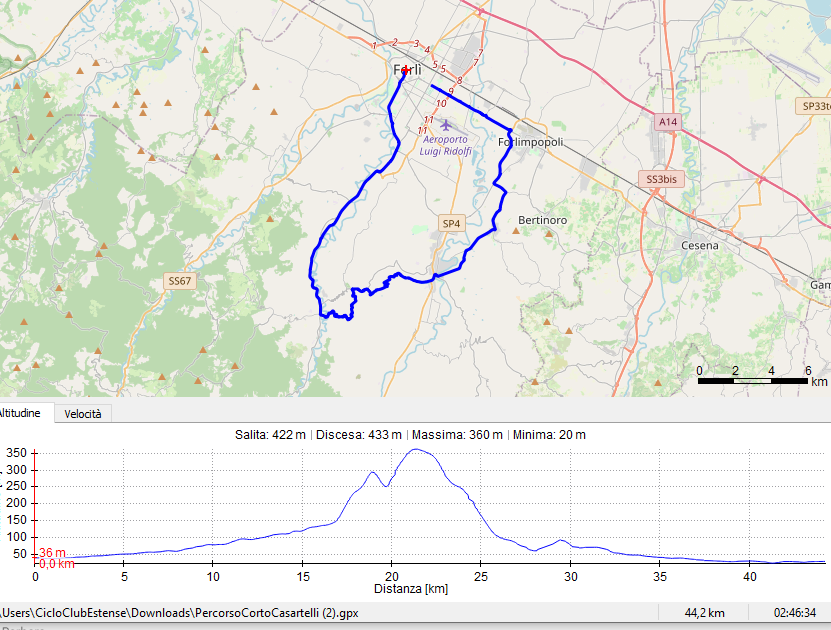 1 2 3 4 5 5 7 7 8 9 10 11 11
Forlì
A14
SP33t
Aeroporto
Luigi Ridolfi
Forlimpopoli
SS3bis
SP4
Bertinoro
Cesena
SS67
Gam
0 2 4 6
km
Altitudine Velocità
Salita: 422 m | Discesa: 433 m | Massima: 360 m | Minima: 20 m
350
300
250
200
150
100
50
36 m
0,0 km
0 5 10 15 20 25 30 35 40
Distanza [km]
\Users\CicloClubEstense\Downloads\PercorsoCortoCasartelli (2).gpx 44,2 km 02:46:34